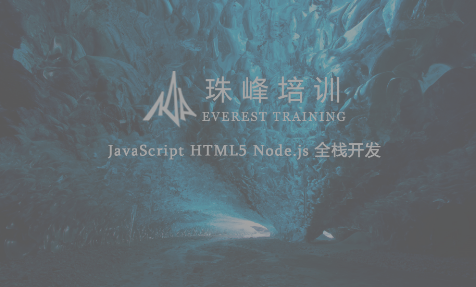 珠峰培训
EVEREST TRAINING
JavaScript HTML5 Node.js 全栈开发